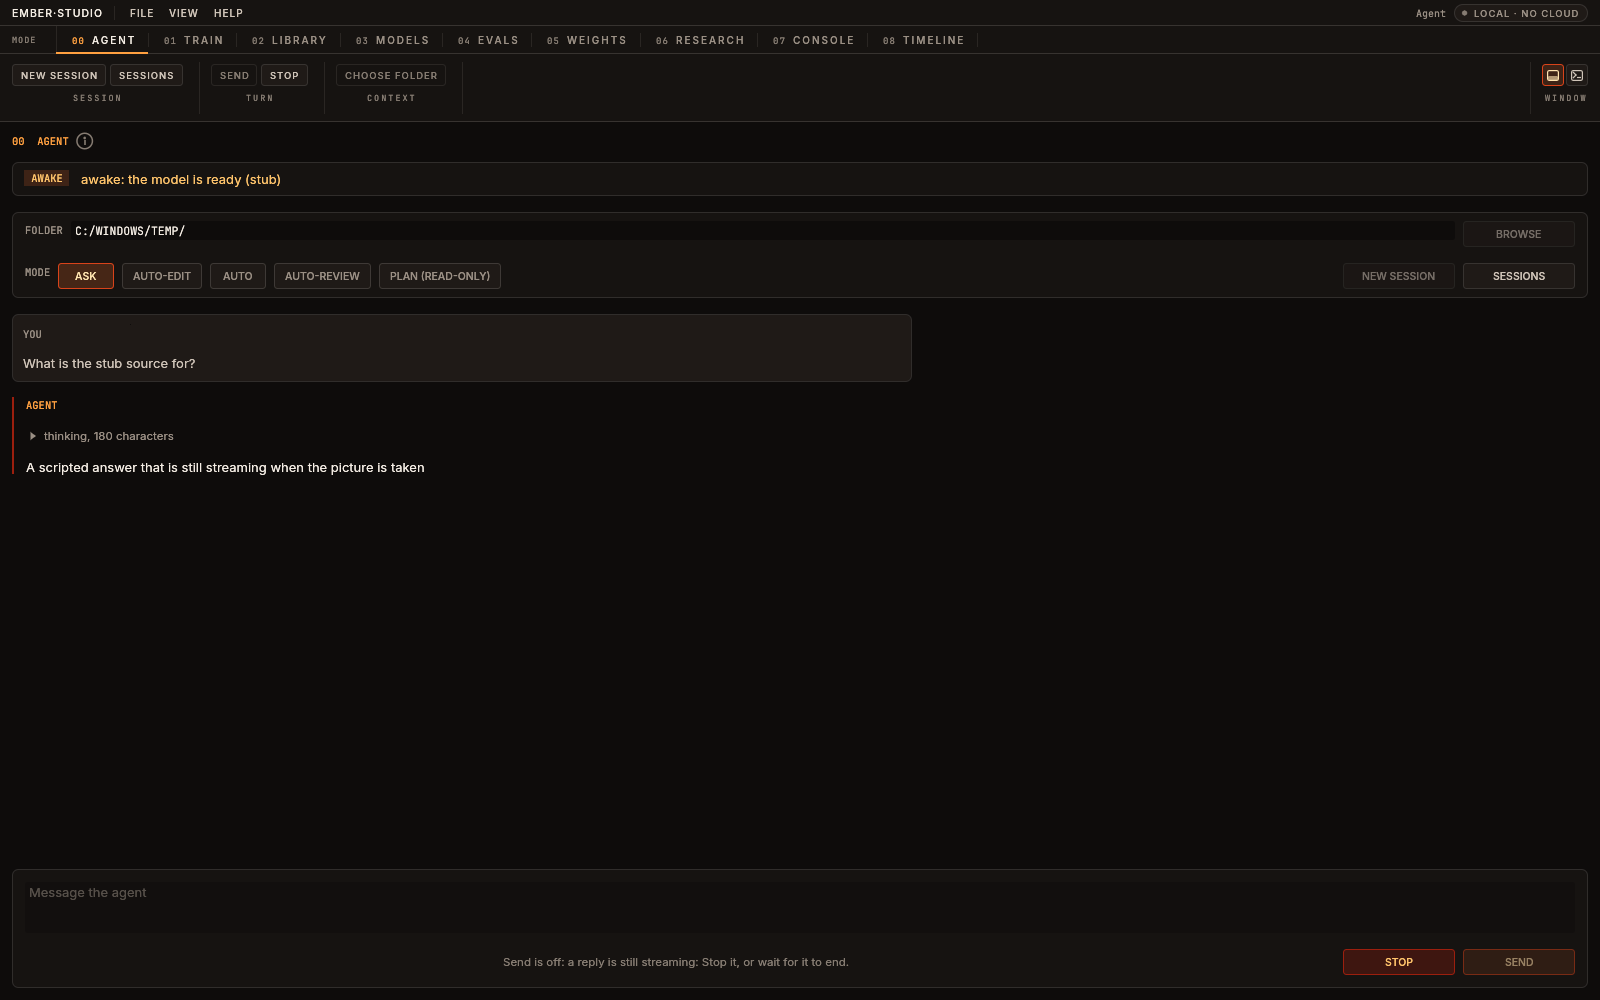 EMBER·STUDIO FILE VIEW HELP Agent LOCAL · NO CLOUD
MODE 00 AGENT 01 TRAIN 02 LIBRARY 03 MODELS 04 EVALS 05 WEIGHTS 06 RESEARCH 07 CONSOLE 08 TIMELINE
NEW SESSION SESSIONS SEND STOP CHOOSE FOLDER
SESSION TURN CONTEXT WINDOW
00 AGENT
AWAKE awake: the model is ready (stub)
FOLDER C:/WINDOWS/TEMP/ BROWSE
MODE ASK AUTO-EDIT AUTO AUTO-REVIEW PLAN (READ-ONLY) NEW SESSION SESSIONS
YOU
What is the stub source for?
AGENT
thinking, 180 characters
A scripted answer that is still streaming when the picture is taken
Message the agent
Send is off: a reply is still streaming: Stop it, or wait for it to end. STOP SEND